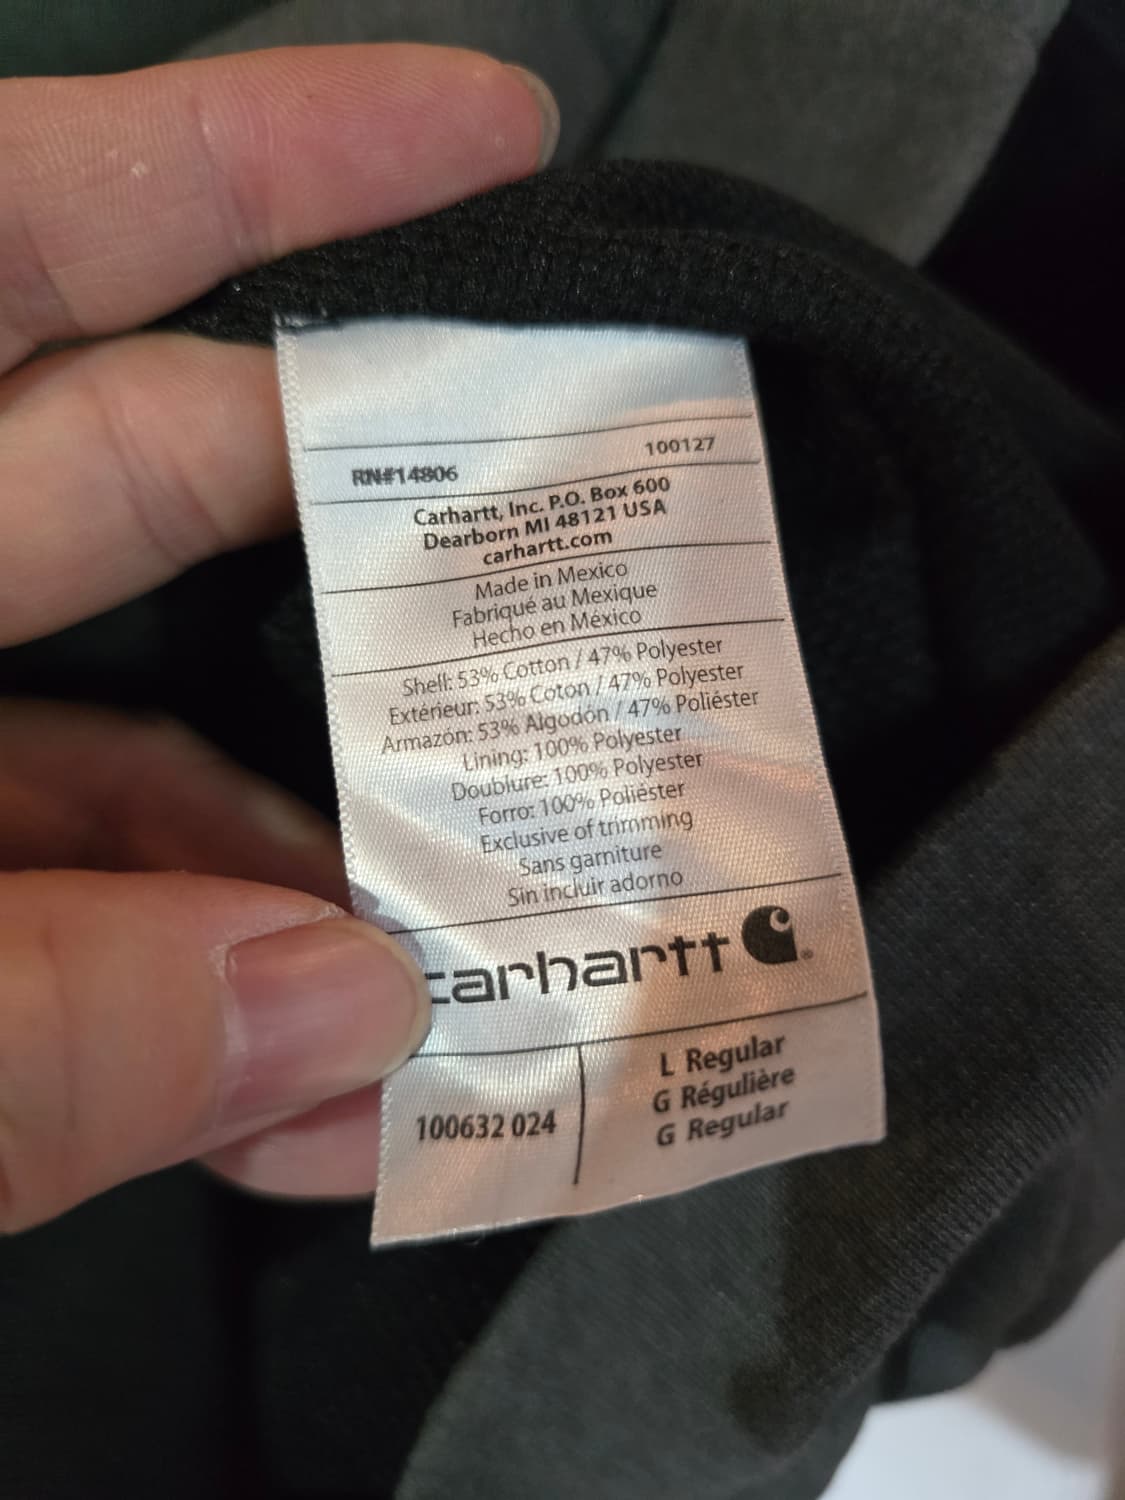 RN#14806 100127
Carhartt, Inc. P.O. Box 600
Dearborn MI 48121 USA
carhartt.com
Made in Mexico
Fabriqué au Mexique
Hecho en México
Shell: 53% Cotton / 47% Polyester
Extérieur: 53% Coton / 47% Polyester
Armazón: 53% Algodón / 47% Poliéster
Lining: 100% Polyester
Doublure: 100% Polyester
Forro: 100% Poliéster
Exclusive of trimming
Sans garniture
Sin incluir adorno
carhartt ®
100632 024
L Regular
G Régulière
G Regular